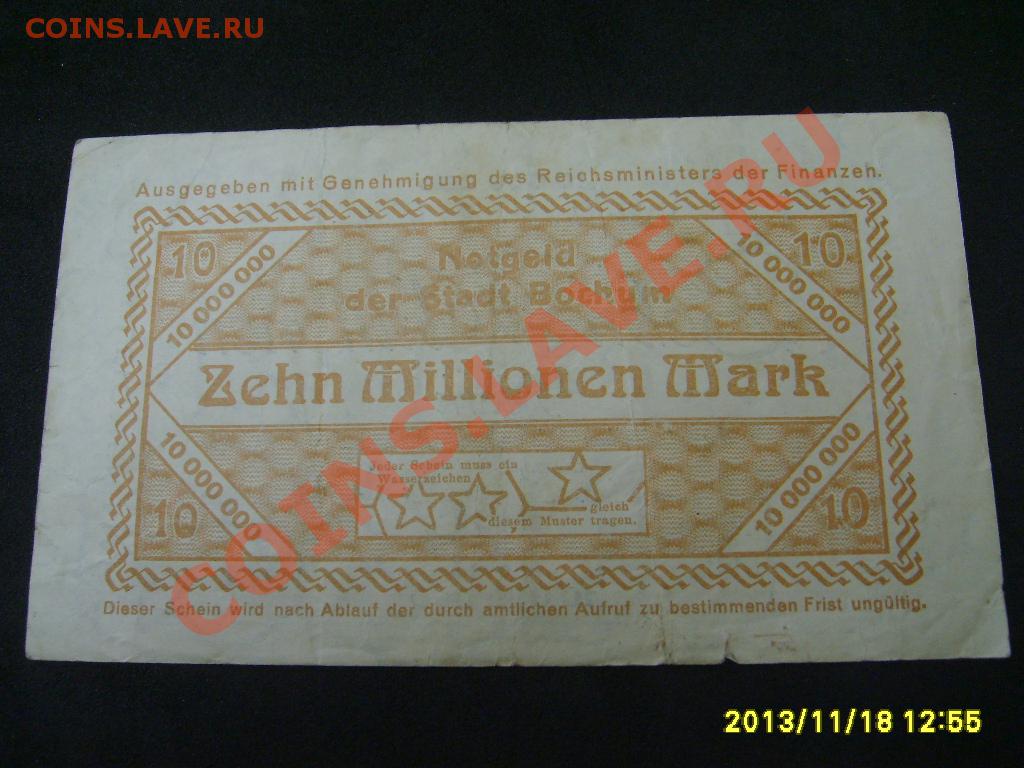 COINS.LAVE.RU
Ausgegeben mit Genehmigung des Reichsministers der Finanzen.
10 10 000 000 10 000 000 10
Notgeld
der Stadt Bochum
Zehn Millionen Mark
10 000 000 10 000 000
Jeder Schein muss ein
Wasserzeichen
gleich
diesem Muster tragen.
10 10
Dieser Schein wird nach Ablauf der durch amtlichen Aufruf zu bestimmenden Frist ungültig.
COINS.LAVE.RU
2013/11/18 12:55